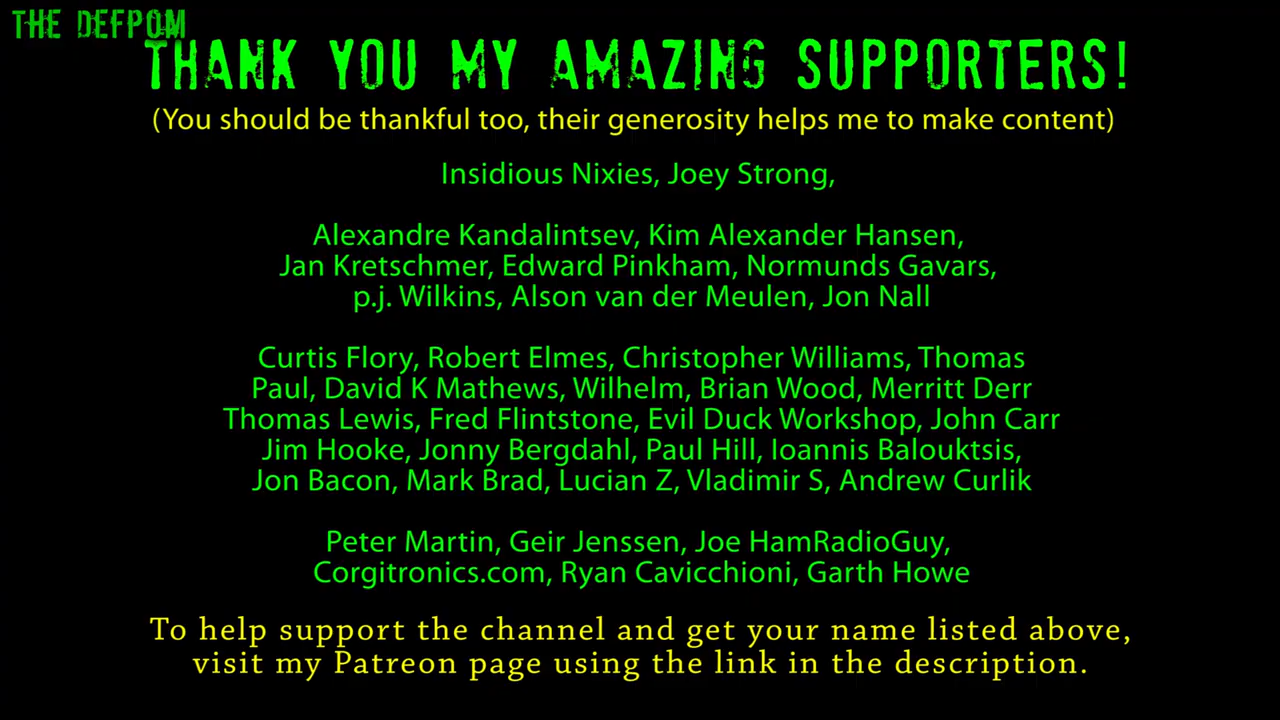 THE DEFPOM
THANK YOU MY AMAZING SUPPORTERS!
(You should be thankful too, their generosity helps me to make content)
Insidious Nixies, Joey Strong,
Alexandre Kandalintsev, Kim Alexander Hansen,
Jan Kretschmer, Edward Pinkham, Normunds Gavars,
p.j. Wilkins, Alson van der Meulen, Jon Nall
Curtis Flory, Robert Elmes, Christopher Williams, Thomas
Paul, David K Mathews, Wilhelm, Brian Wood, Merritt Derr
Thomas Lewis, Fred Flintstone, Evil Duck Workshop, John Carr
Jim Hooke, Jonny Bergdahl, Paul Hill, Ioannis Balouktsis,
Jon Bacon, Mark Brad, Lucian Z, Vladimir S, Andrew Curlik
Peter Martin, Geir Jenssen, Joe HamRadioGuy,
Corgitronics.com, Ryan Cavicchioni, Garth Howe
To help support the channel and get your name listed above,
visit my Patreon page using the link in the description.